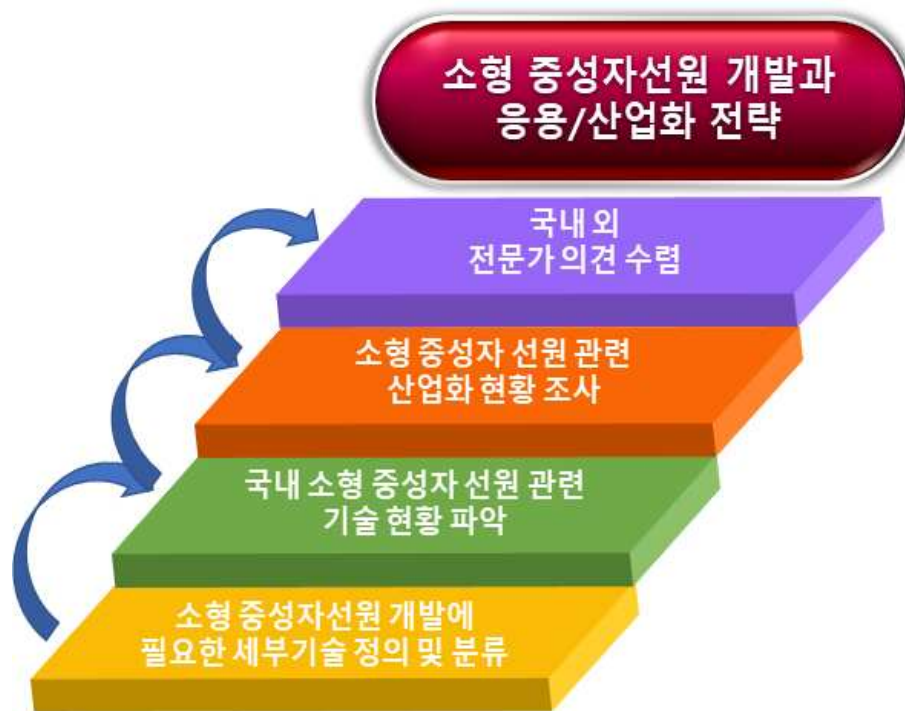 소형 중성자선원 개발과
응용/산업화 전략
국내 외
전문가 의견 수렴
소형 중성자 선원 관련
산업화 현황 조사
국내 소형 중성자 선원 관련
기술 현황 파악
소형 중성자선원 개발에
필요한 세부기술 정의 및 분류